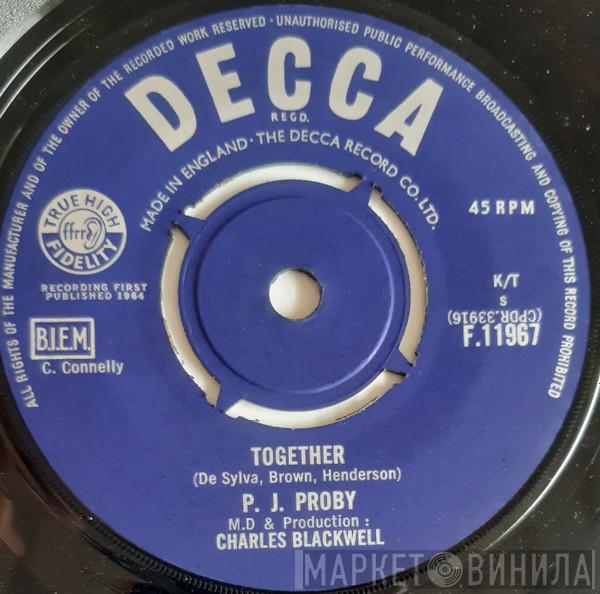 ALL RIGHTS OF THE MANUFACTURER AND OF THE OWNER OF THE RECORDED WORK RESERVED · UNAUTHORISED PUBLIC PERFORMANCE BROADCASTING AND COPYING OF THIS RECORD PROHIBITED
DECCA
REGD.
MADE IN ENGLAND · THE DECCA RECORD CO. LTD.
TRUE HIGH
ffrr
FIDELITY
45 RPM
RECORDING FIRST
PUBLISHED 1964
K/T
s
(CPDR.33916)
F.11967
B.I.E.M.
C. Connelly
TOGETHER
(De Sylva, Brown, Henderson)
P. J. PROBY
M.D & Production :
CHARLES BLACKWELL
МАРКЕТ ВИНИЛА